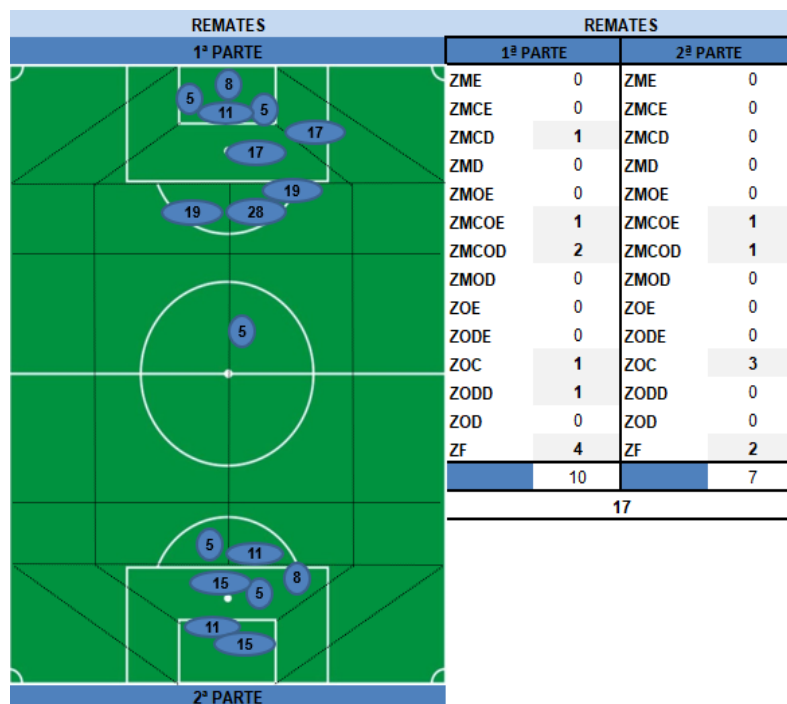 REMATES
1ª PARTE
8
5
5
11
17
17
19
19 28
5
5
11
15
8
5
11
15
2ª PARTE
REMATES
1ª PARTE 2ª PARTE
ZME 0 ZME 0
ZMCE 0 ZMCE 0
ZMCD 1 ZMCD 0
ZMD 0 ZMD 0
ZMOE 0 ZMOE 0
ZMCOE 1 ZMCOE 1
ZMCOD 2 ZMCOD 1
ZMOD 0 ZMOD 0
ZOE 0 ZOE 0
ZODE 0 ZODE 0
ZOC 1 ZOC 3
ZODD 1 ZODD 0
ZOD 0 ZOD 0
ZF 4 ZF 2
10 7
17